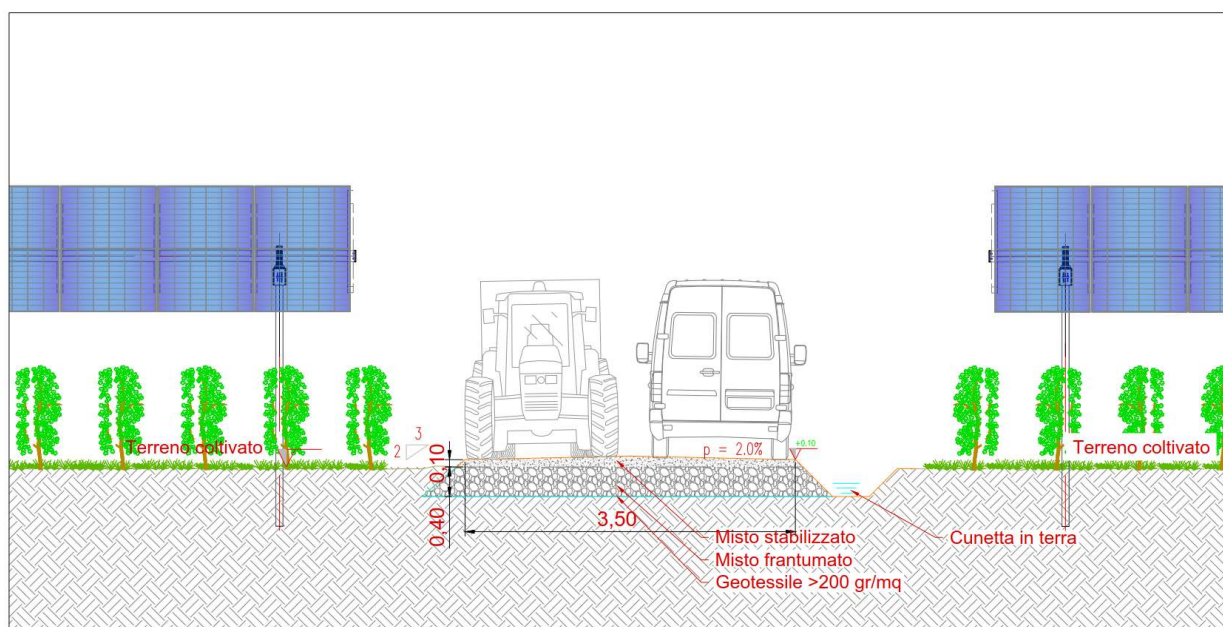 Terreno coltivato
3
2
p = 2.0%
+0.10
Terreno coltivato
0,10
0,40
3,50
Misto stabilizzato
Cunetta in terra
Misto frantumato
Geotessile >200 gr/mq